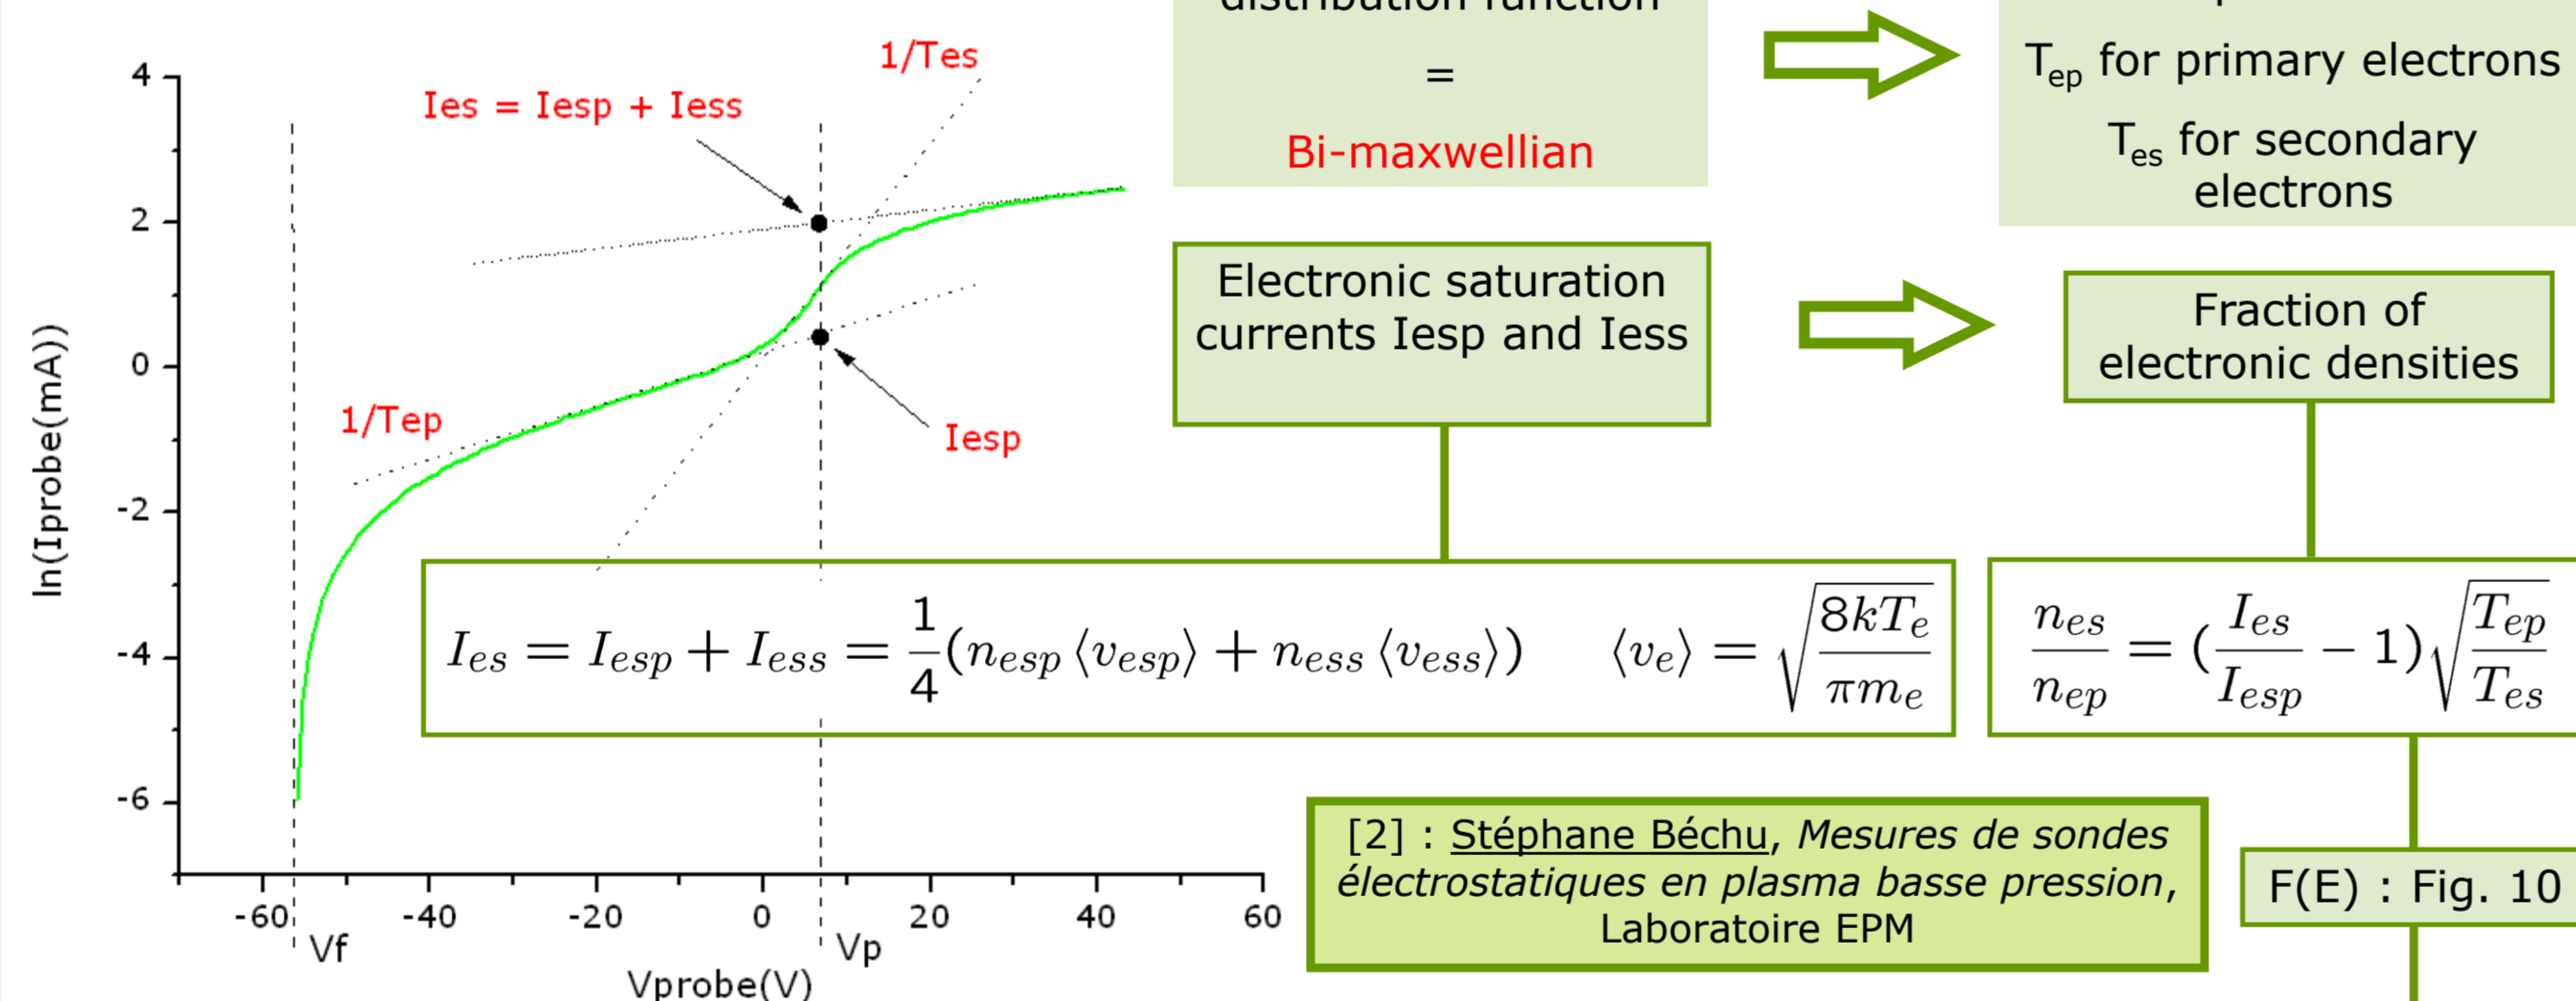 distribution function
=
Bi-maxwellian
T_ep for primary electrons
T_es for secondary
electrons
Electronic saturation
currents Iesp and Iess
Fraction of
electronic densities
ln(Iprobe(mA))
4
2
0
-2
-4
-6
1/Tes
Ies = Iesp + Iess
1/Tep
Iesp
-60
-40
-20
0
20
40
60
Vf
Vp
Vprobe(V)
I_es = I_esp + I_ess = 1/4 (n_esp ⟨v_esp⟩ + n_ess ⟨v_ess⟩) ⟨v_e⟩ = √(8kT_e / πm_e)
n_es / n_ep = (I_es / I_esp − 1) √(T_ep / T_es)
[2] : Stéphane Béchu, Mesures de sondes
électrostatiques en plasma basse pression,
Laboratoire EPM
F(E) : Fig. 10